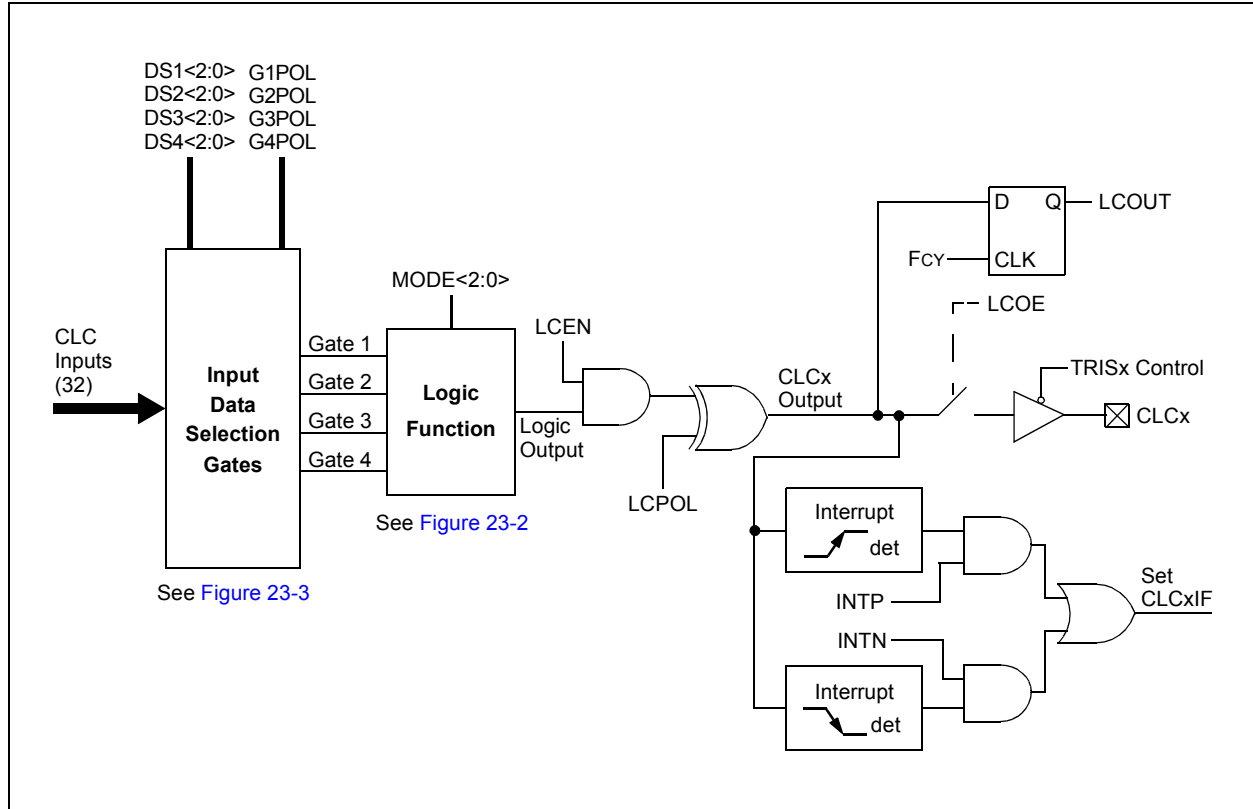 DS1<2:0> G1POL
DS2<2:0> G2POL
DS3<2:0> G3POL
DS4<2:0> G4POL
D Q
LCOUT
FCY
CLK
MODE<2:0>
LCOE
LCEN
CLC
Inputs
(32)
Input
Data
Selection
Gates
Gate 1
Gate 2
Gate 3
Gate 4
Logic
Function
Logic
Output
CLCx
Output
TRISx Control
CLCx
LCPOL
See Figure 23-2
See Figure 23-3
Interrupt
det
INTP
INTN
Set
CLCxIF
Interrupt
det